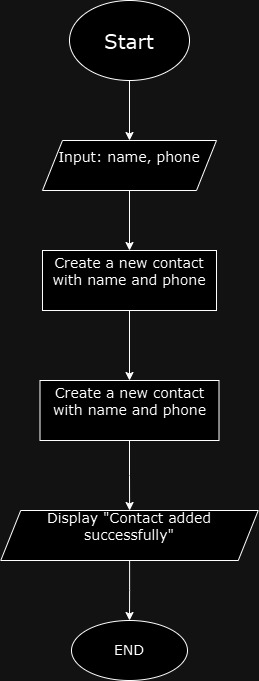 Start
Input: name, phone
Create a new contact
with name and phone
Create a new contact
with name and phone
Display "Contact added
successfully"
END